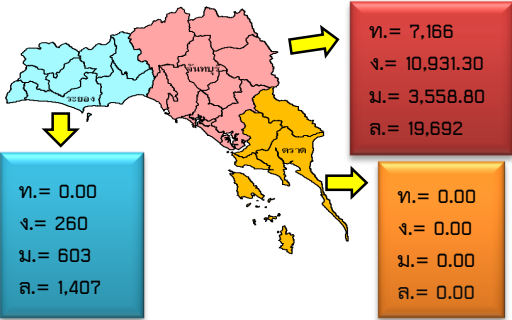 ท.= 7,166
ง.= 10,931.30
ม.= 3,558.80
ล.= 19,692
จันทบุรี
ระยอง
ตราด
ท.= 0.00
ง.= 260
ม.= 603
ล.= 1,407
ท.= 0.00
ง.= 0.00
ม.= 0.00
ล.= 0.00